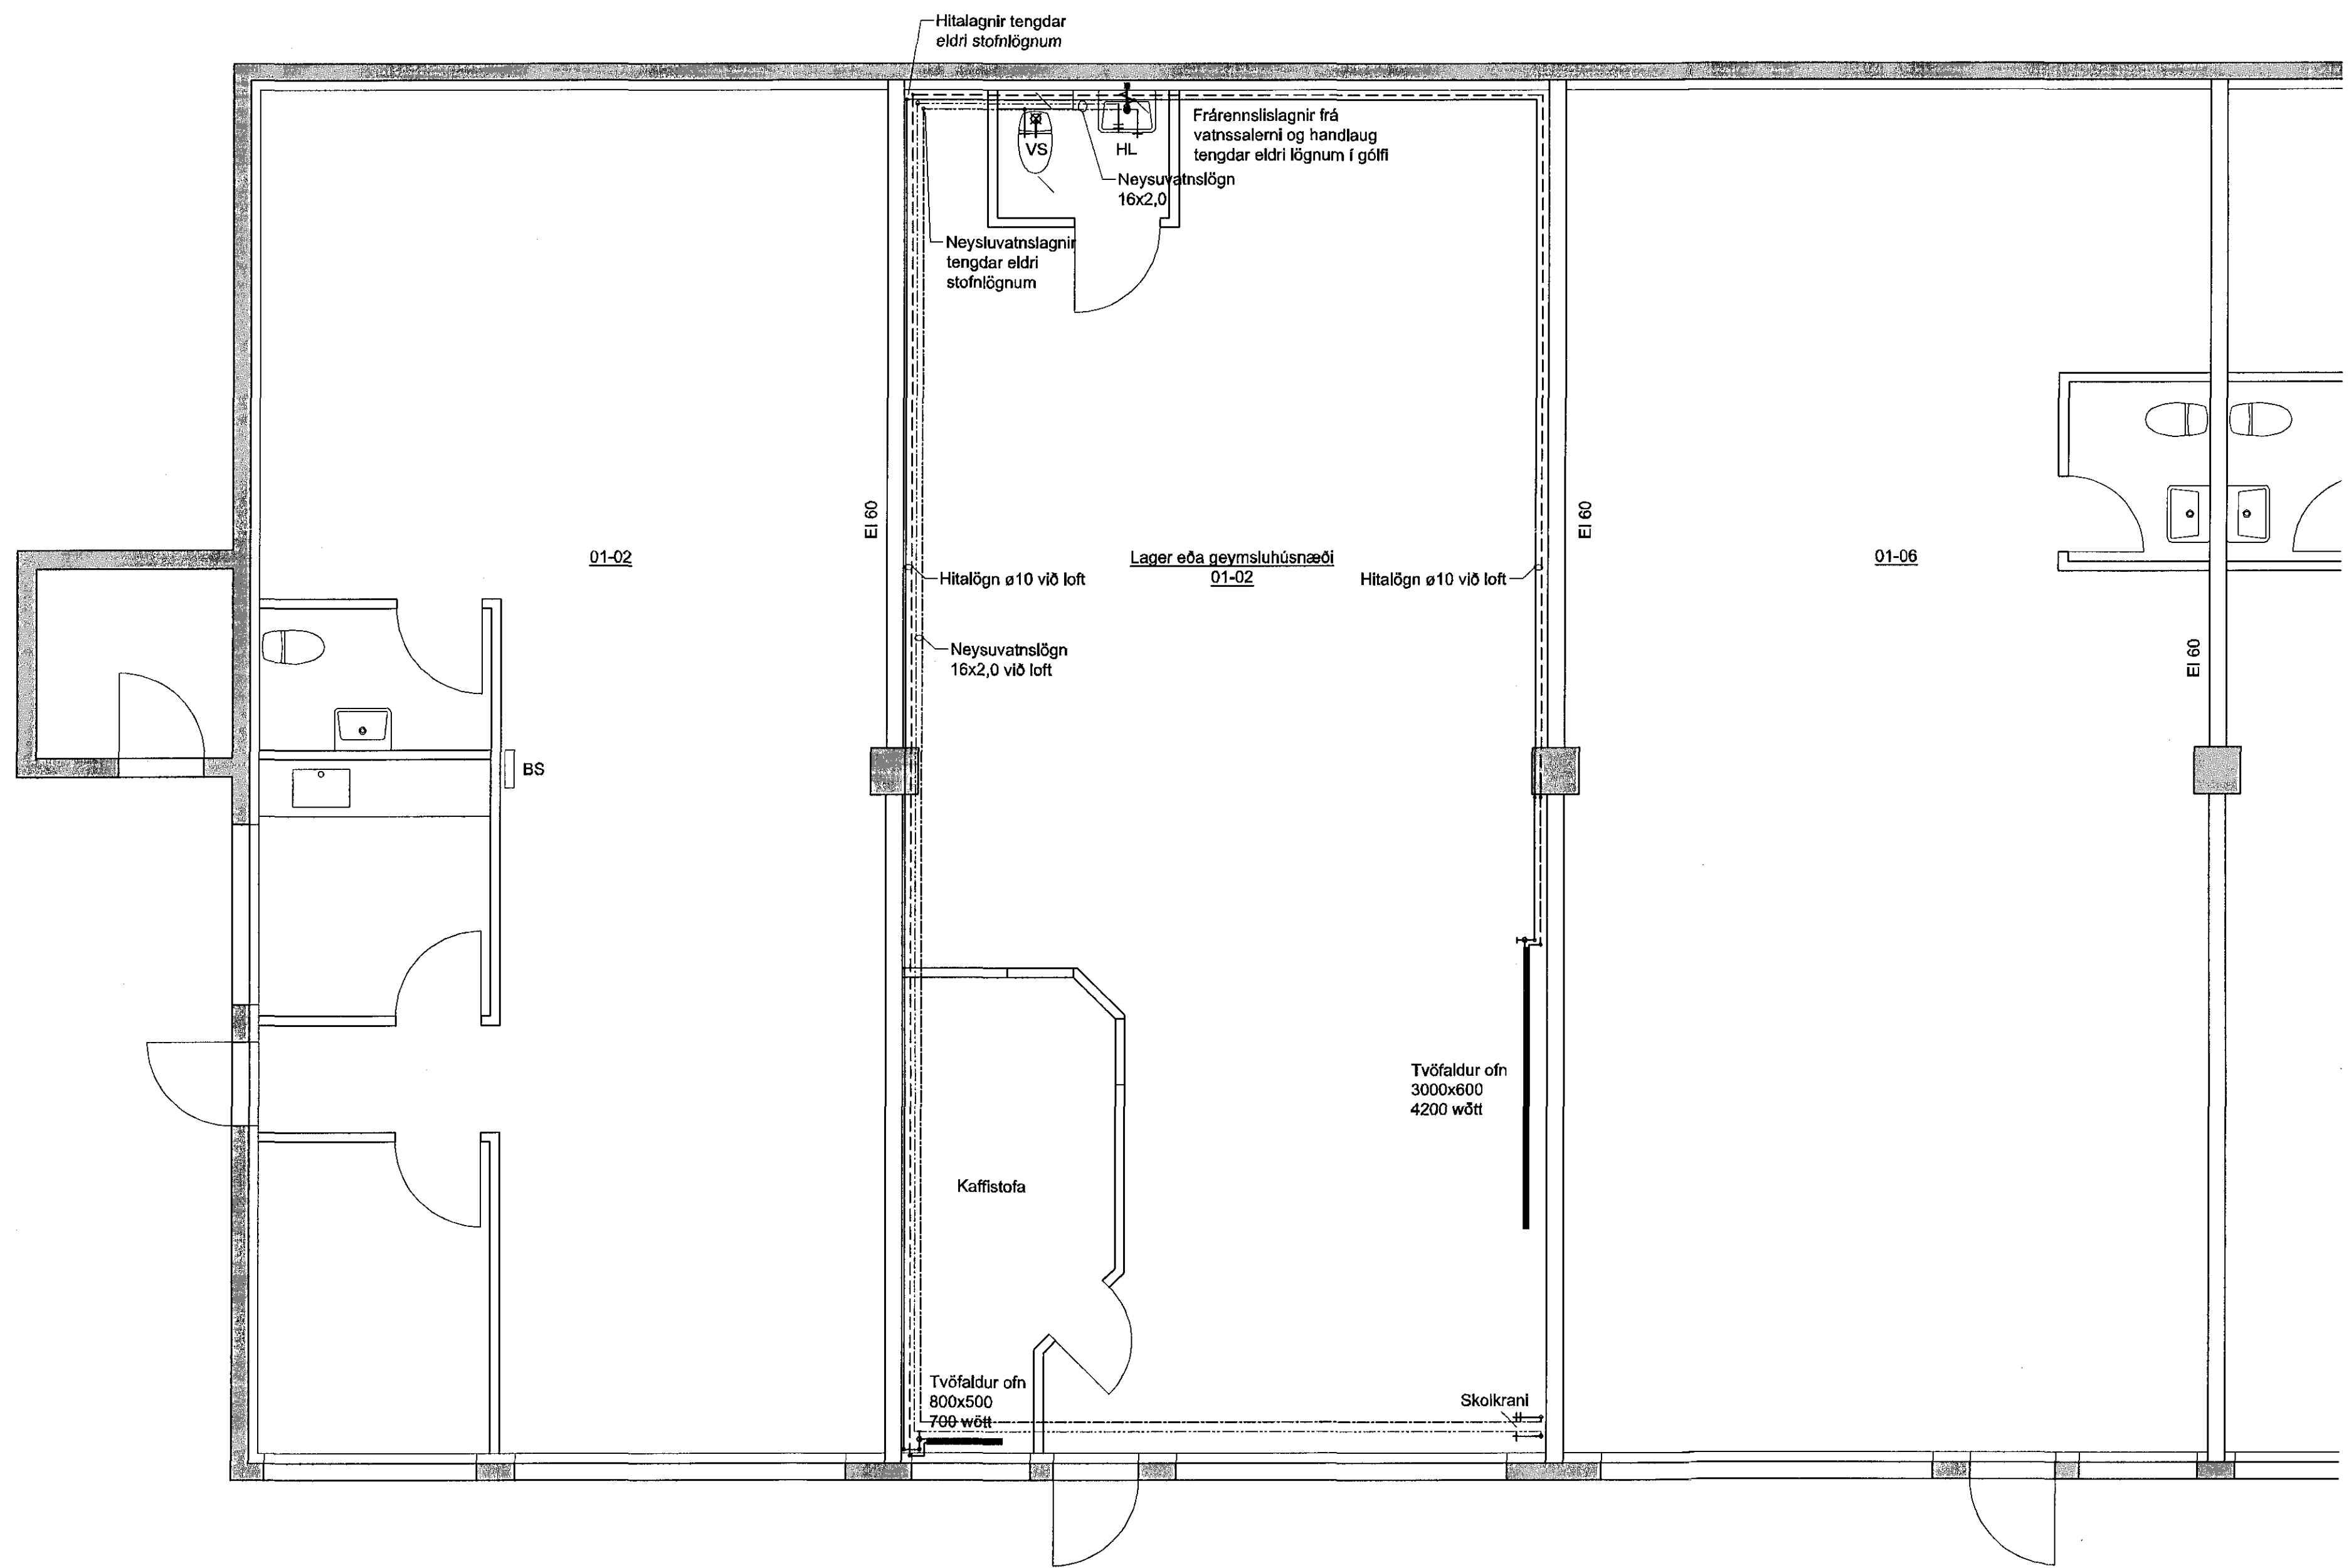 Hitalagnir tengdar
eldri stofnlögnum
Frárennslislagnir frá
vatnssalerni og handlaug
tengdar eldri lögnum í gólfi
VS
HL
Neysuvatnslögn
16x2,0
Neysluvatnslagnir
tengdar eldri
stofnlögnum
EI 60
EI 60
01-02
Lager eða geymsluhúsnæði
01-02
01-06
Hitalögn ø10 við loft
Hitalögn ø10 við loft
Neysuvatnslögn
16x2,0 við loft
EI 60
BS
Tvöfaldur ofn
3000x600
4200 wött
Kaffistofa
Tvöfaldur ofn
800x500
700 wött
Skolkrani